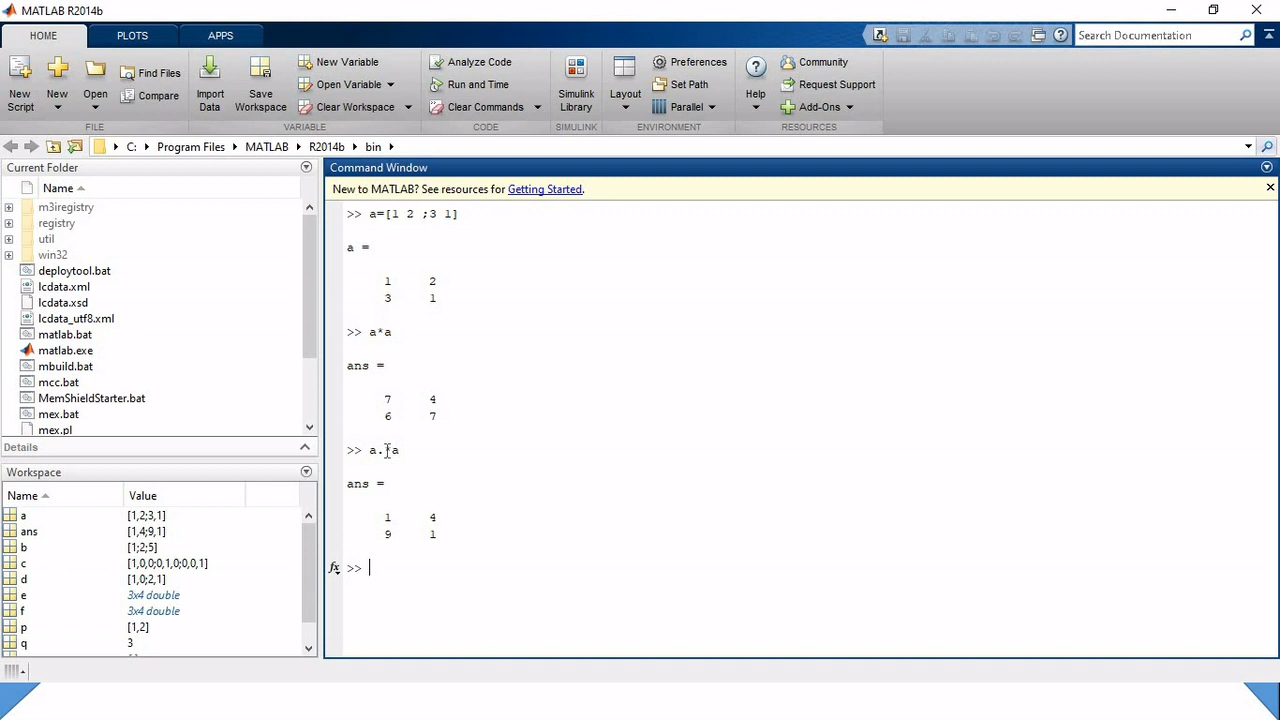 MATLAB R2014b
HOME PLOTS APPS
Search Documentation
New Script
New
Open
Find Files
Compare
FILE
Import Data
Save Workspace
New Variable
Open Variable
Clear Workspace
VARIABLE
Analyze Code
Run and Time
Clear Commands
CODE
Simulink Library
SIMULINK
Layout
Preferences
Set Path
Parallel
ENVIRONMENT
Help
Community
Request Support
Add-Ons
RESOURCES
C: Program Files MATLAB R2014b bin
Current Folder
Name
m3iregistry
registry
util
win32
deploytool.bat
lcdata.xml
lcdata.xsd
lcdata_utf8.xml
matlab.bat
matlab.exe
mbuild.bat
mcc.bat
MemShieldStarter.bat
mex.bat
mex.pl
Details
Workspace
Name Value
a [1,2;3,1]
ans [1,4;9,1]
b [1;2;5]
c [1,0,0;0,1,0;0,0,1]
d [1,0;2,1]
e 3x4 double
f 3x4 double
p [1,2]
q 3
Command Window
New to MATLAB? See resources for Getting Started.
>> a=[1 2 ;3 1]
a =
1 2
3 1
>> a*a
ans =
7 4
6 7
>> a.*a
ans =
1 4
9 1
fx >>